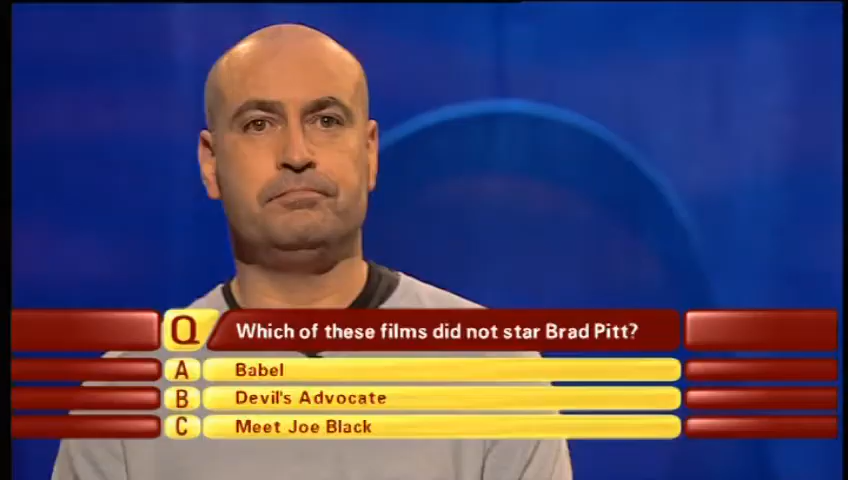 Q Which of these films did not star Brad Pitt?
A Babel
B Devil's Advocate
C Meet Joe Black